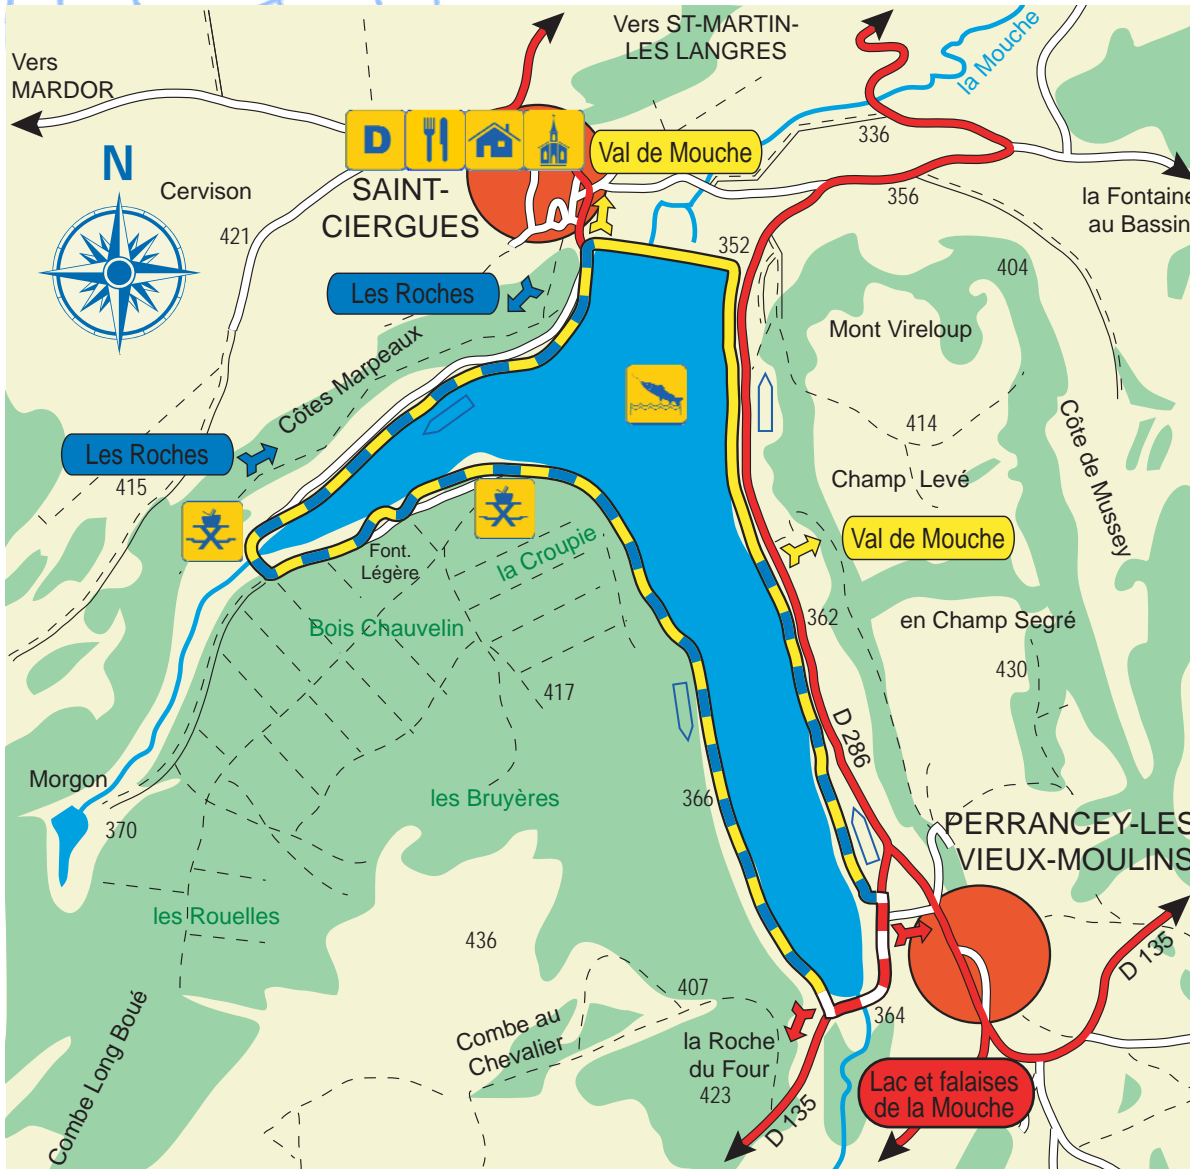 Vers ST-MARTIN-
LES LANGRES
la Mouche
Vers
MARDOR
336
D
Val de Mouche
N
Cervison
SAINT-
CIERGUES
356
la Fontaine
au Bassin
421
352
404
Les Roches
Mont Vireloup
Côtes Marpeaux
414
Côte de Mussey
Les Roches
415
Champ Levé
Val de Mouche
Font.
Légère
la Croupie
Bois Chauvelin
362
en Champ Segré
430
417
D 286
Morgon
370
les Bruyères
366
PERRANCEY-LES
VIEUX-MOULINS
les Rouelles
436
D 135
407
364
Combe au
Chevalier
la Roche
du Four
423
Combe Long Boué
D 135
Lac et falaises
de la Mouche